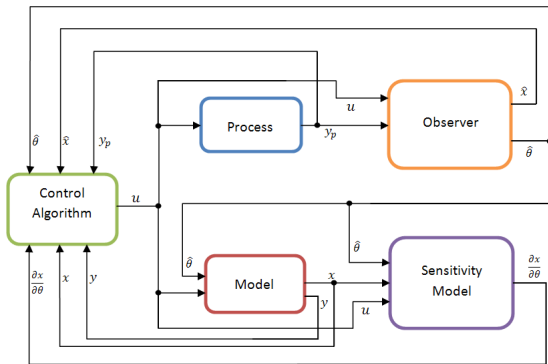 x̂
u
Process
y_p
Observer
θ̂
θ̂ x̂ y_p
Control
Algorithm
u
θ̂ θ̂
∂x/∂θ x y
Model
x
y
u
Sensitivity
Model
∂x/∂θ